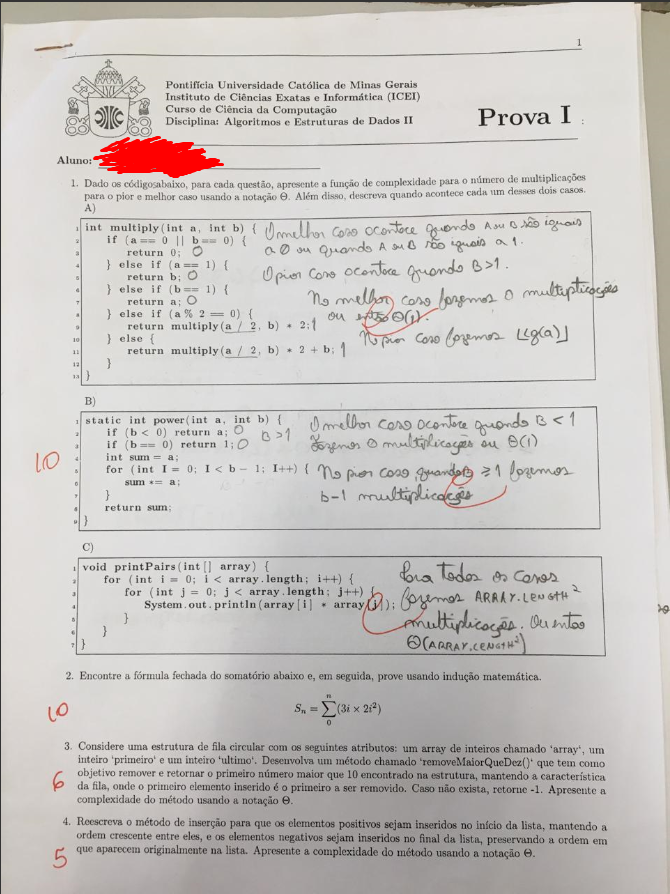 1
Pontifícia Universidade Católica de Minas Gerais
Instituto de Ciências Exatas e Informática (ICEI)
Curso de Ciência da Computação
Disciplina: Algoritmos e Estruturas de Dados II
Prova I
Aluno:
1. Dado os códigosabaixo, para cada questão, apresente a função de complexidade para o número de multiplicações
para o pior e melhor caso usando a notação Θ. Além disso, descreva quando acontece cada um desses dois casos.
A)
1 int multiply(int a, int b) {
2 if (a == 0 || b == 0) {
3 return 0; 0
4 } else if (a == 1) {
5 return b; 0
6 } else if (b == 1) {
7 return a; 0
8 } else if (a % 2 == 0) {
9 return multiply(a / 2, b) * 2; 1
10 } else {
11 return multiply(a / 2, b) * 2 + b; 1
12 }
13 }
O melhor caso acontece quando A ou B são iguais
a 0 ou quando A ou B são iguais a 1.
O pior caso acontece quando B>1.
No melhor caso fazemos 0 multiplicações
ou então Θ(1).
No pior caso fazemos ⌊lg(a)⌋
B)
10
1 static int power(int a, int b) {
2 if (b < 0) return a; 0 B>1
3 if (b == 0) return 1; 0
4 int sum = a;
5 for (int I = 0; I < b - 1; I++) {
6 sum *= a;
7 }
8 return sum;
9 }
O melhor caso acontece quando B < 1
fazemos 0 multiplicações ou Θ(1)
No pior caso, quando B ≥ 1 fazemos
b-1 multiplicações
C)
1 void printPairs(int[] array) {
2 for (int i = 0; i < array.length; i++) {
3 for (int j = 0; j < array.length; j++) {
4 System.out.println(array[i] * array[j]);
5 }
6 }
7 }
Para todos os casos
fazemos ARRAY.LENGTH²
multiplicações. Ou então
Θ(ARRAY.LENGTH²)
2. Encontre a fórmula fechada do somatório abaixo e, em seguida, prove usando indução matemática.
10
Sₙ = ∑ⁿ₀ (3i × 2i²)
3. Considere uma estrutura de fila circular com os seguintes atributos: um array de inteiros chamado 'array', um
inteiro 'primeiro' e um inteiro 'ultimo'. Desenvolva um método chamado 'removeMaiorQueDez()' que tem como
objetivo remover e retornar o primeiro número maior que 10 encontrado na estrutura, mantendo a característica
6 da fila, onde o primeiro elemento inserido é o primeiro a ser removido. Caso não exista, retorne -1. Apresente a
complexidade do método usando a notação Θ.
4. Reescreva o método de inserção para que os elementos positivos sejam inseridos no início da lista, mantendo a
ordem crescente entre eles, e os elementos negativos sejam inseridos no final da lista, preservando a ordem em
5 que aparecem originalmente na lista. Apresente a complexidade do método usando a notação Θ.